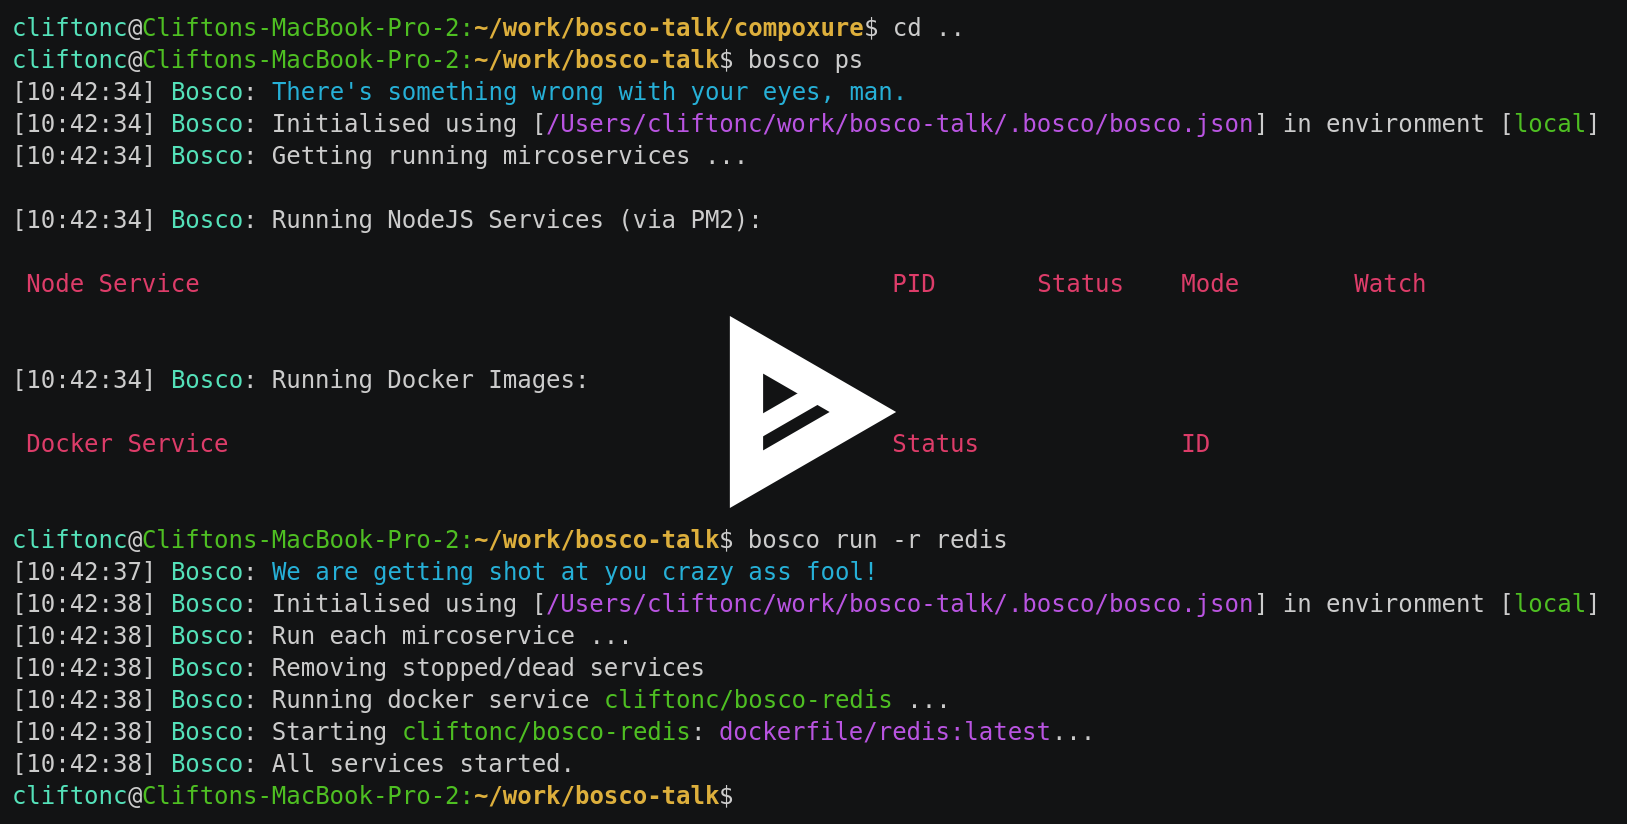 cliftonc@Cliftons-MacBook-Pro-2:~/work/bosco-talk/compoxure$ cd ..
cliftonc@Cliftons-MacBook-Pro-2:~/work/bosco-talk$ bosco ps
[10:42:34] Bosco: There's something wrong with your eyes, man.
[10:42:34] Bosco: Initialised using [/Users/cliftonc/work/bosco-talk/.bosco/bosco.json] in environment [local]
[10:42:34] Bosco: Getting running mircoservices ...
[10:42:34] Bosco: Running NodeJS Services (via PM2):
Node Service PID Status Mode Watch
[10:42:34] Bosco: Running Docker Images:
Docker Service Status ID
cliftonc@Cliftons-MacBook-Pro-2:~/work/bosco-talk$ bosco run -r redis
[10:42:37] Bosco: We are getting shot at you crazy ass fool!
[10:42:38] Bosco: Initialised using [/Users/cliftonc/work/bosco-talk/.bosco/bosco.json] in environment [local]
[10:42:38] Bosco: Run each mircoservice ...
[10:42:38] Bosco: Removing stopped/dead services
[10:42:38] Bosco: Running docker service cliftonc/bosco-redis ...
[10:42:38] Bosco: Starting cliftonc/bosco-redis: dockerfile/redis:latest...
[10:42:38] Bosco: All services started.
cliftonc@Cliftons-MacBook-Pro-2:~/work/bosco-talk$